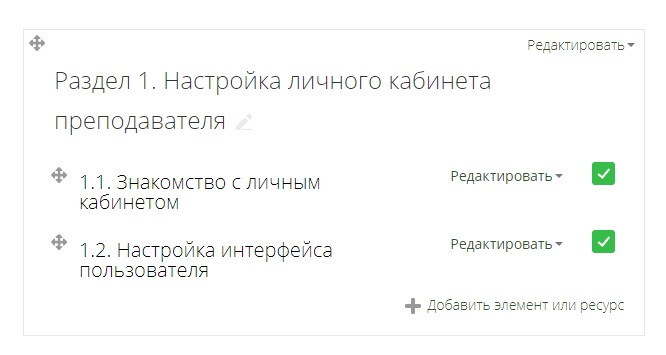 Редактировать
Раздел 1. Настройка личного кабинета
преподавателя
1.1. Знакомство с личным
кабинетом
Редактировать
1.2. Настройка интерфейса
пользователя
Редактировать
Добавить элемент или ресурс